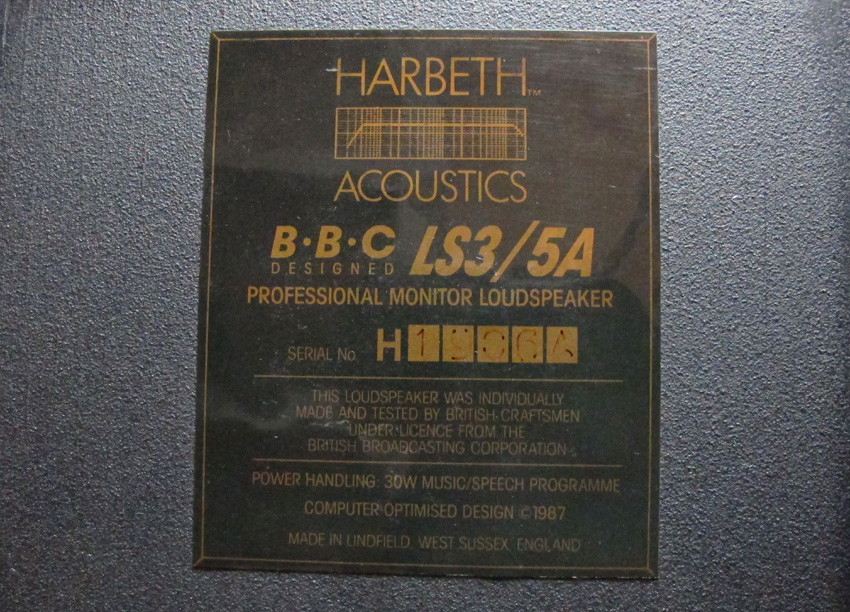 HARBETH™
ACOUSTICS
B·B·C LS3/5A
DESIGNED
PROFESSIONAL MONITOR LOUDSPEAKER
SERIAL No. H 1906A
THIS LOUDSPEAKER WAS INDIVIDUALLY
MADE AND TESTED BY BRITISH CRAFTSMEN
UNDER LICENCE FROM THE
BRITISH BROADCASTING CORPORATION.
POWER HANDLING: 30W MUSIC/SPEECH PROGRAMME
COMPUTER OPTIMISED DESIGN ©1987
MADE IN LINDFIELD, WEST SUSSEX, ENGLAND